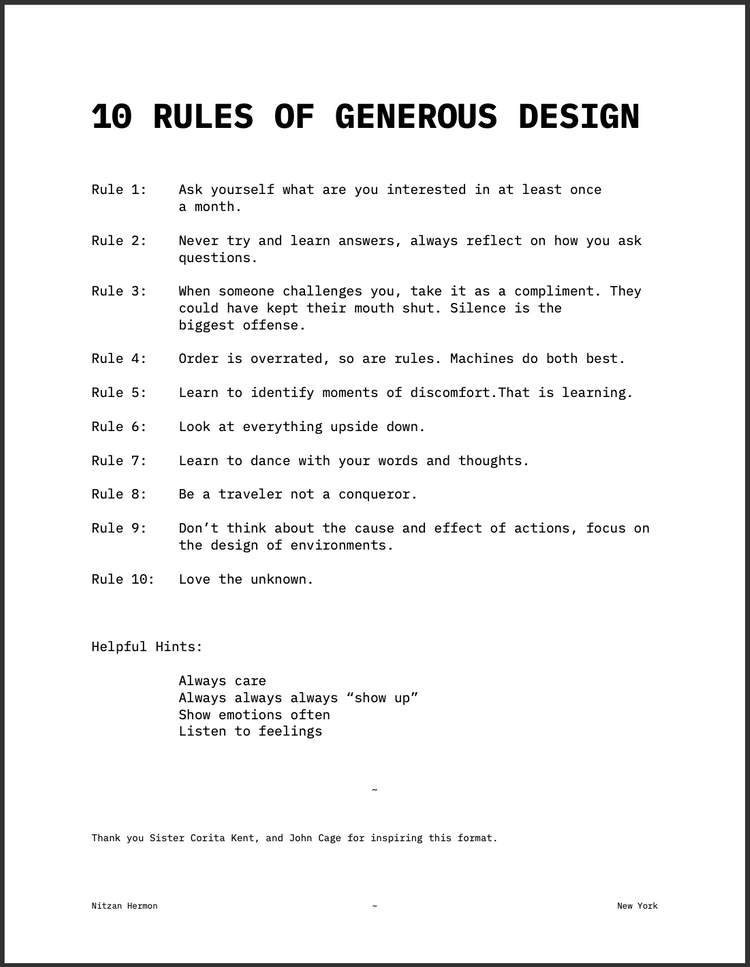 10 RULES OF GENEROUS DESIGN
Rule 1: Ask yourself what are you interested in at least once
a month.
Rule 2: Never try and learn answers, always reflect on how you ask
questions.
Rule 3: When someone challenges you, take it as a compliment. They
could have kept their mouth shut. Silence is the
biggest offense.
Rule 4: Order is overrated, so are rules. Machines do both best.
Rule 5: Learn to identify moments of discomfort.That is learning.
Rule 6: Look at everything upside down.
Rule 7: Learn to dance with your words and thoughts.
Rule 8: Be a traveler not a conqueror.
Rule 9: Don’t think about the cause and effect of actions, focus on
the design of environments.
Rule 10: Love the unknown.
Helpful Hints:
Always care
Always always always “show up”
Show emotions often
Listen to feelings
~
Thank you Sister Corita Kent, and John Cage for inspiring this format.
Nitzan Hermon ~ New York